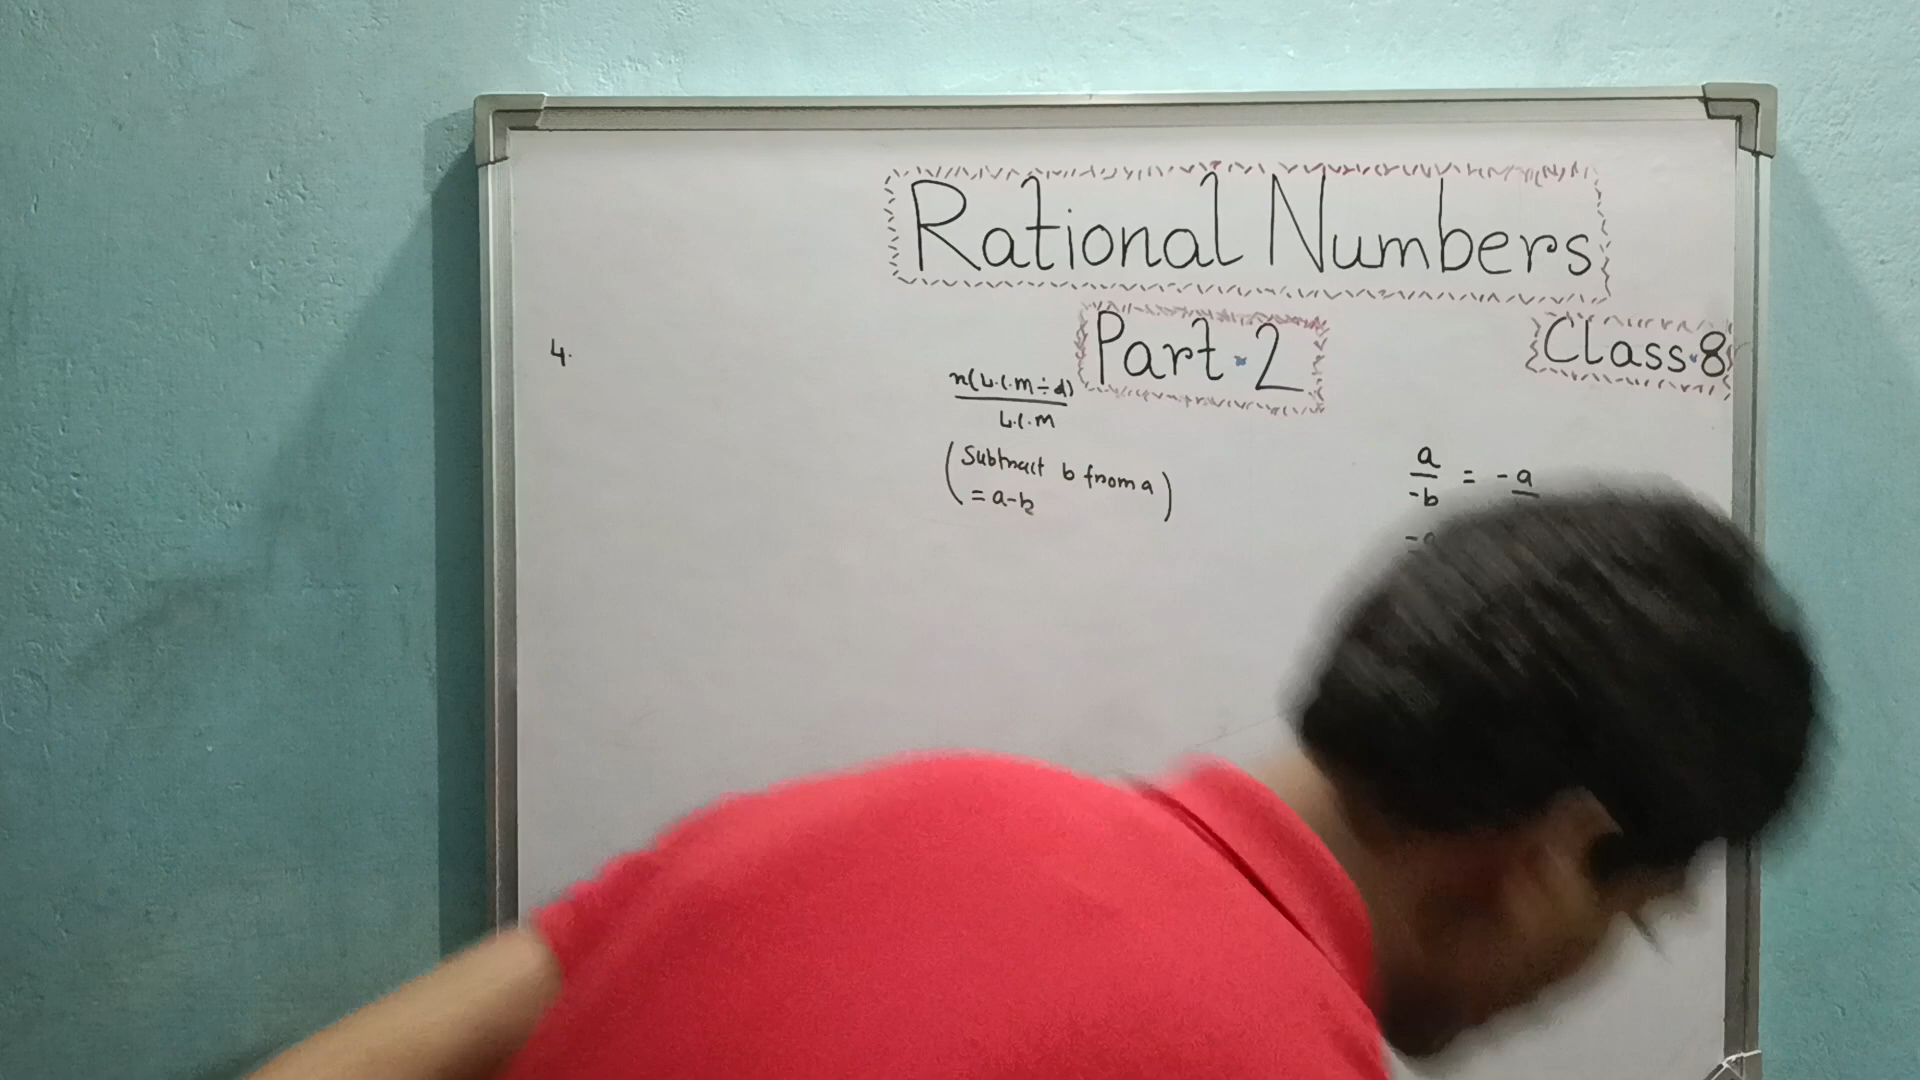 Rational Numbers
Part-2
Class-8
4.
n(L.C.M÷d)
L.C.M
(Subtract b from a)
= a-b
a = -a
-b